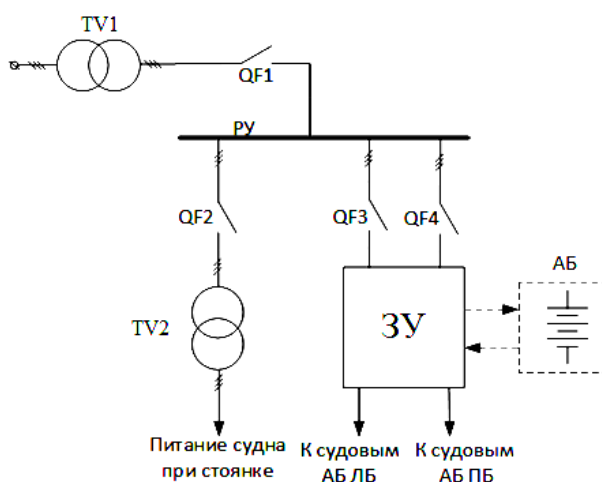 TV1
QF1
РУ
QF2
QF3
QF4
АБ
ЗУ
TV2
Питание судна
при стоянке
К судовым
АБ ЛБ
К судовым
АБ ПБ